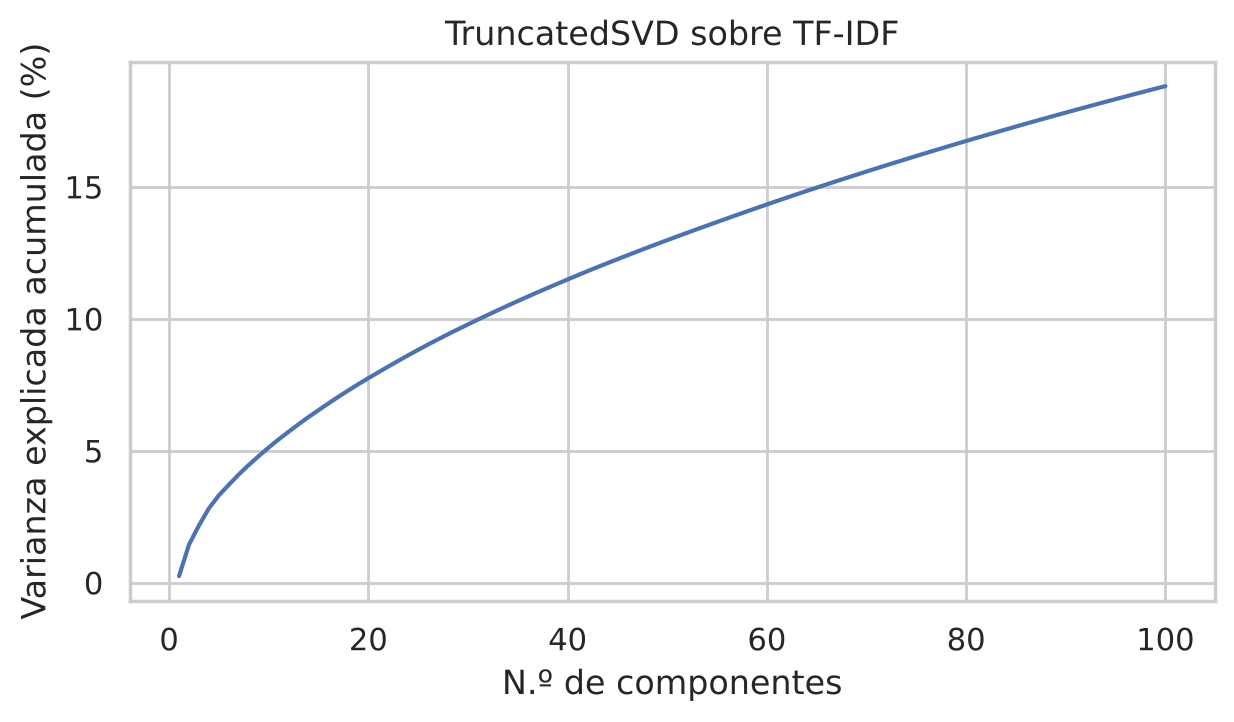 TruncatedSVD sobre TF-IDF
Varianza explicada acumulada (%)
15
10
5
0
0 20 40 60 80 100
N.º de componentes